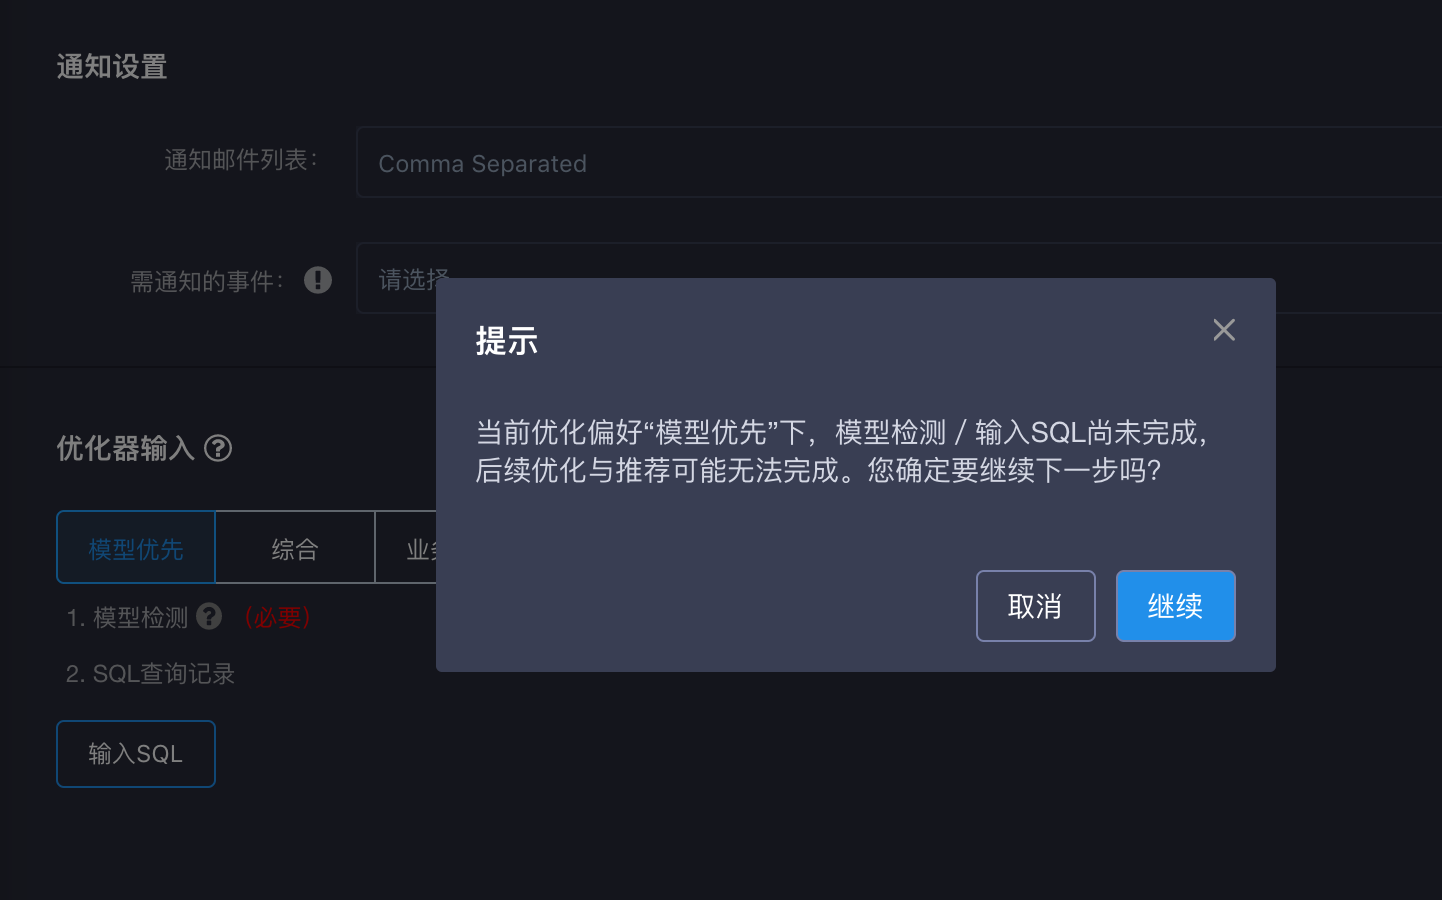 通知设置
通知邮件列表:
Comma Separated
需通知的事件:
请选择
提示
当前优化偏好“模型优先”下，模型检测 / 输入SQL尚未完成，
后续优化与推荐可能无法完成。您确定要继续下一步吗?
取消
继续
优化器输入
模型优先
综合
业
1. 模型检测
(必要)
2. SQL查询记录
输入SQL